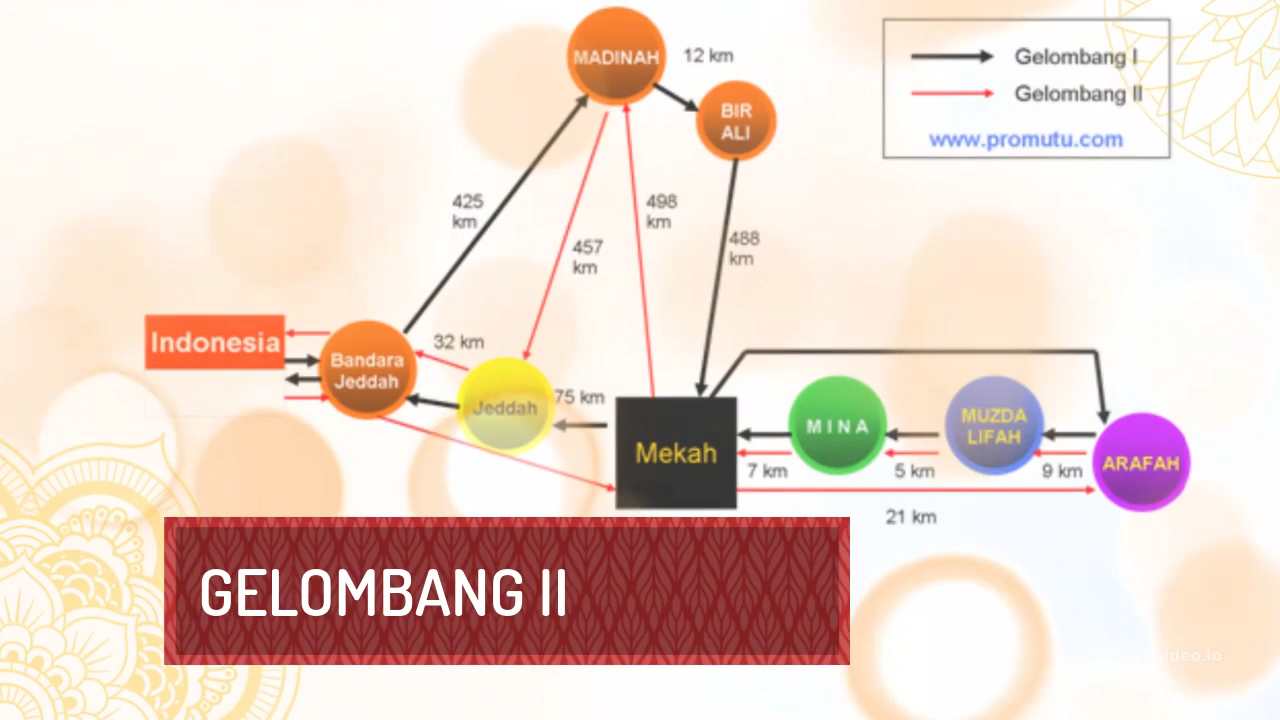 MADINAH
12 km
BIR
ALI
Gelombang I
Gelombang II
www.promutu.com
425
km
498
km
457
km
488
km
Indonesia
Bandara
Jeddah
32 km
Jeddah
75 km
Mekah
MINA
MUZDA
LIFAH
ARAFAH
7 km
5 km
9 km
21 km
GELOMBANG II